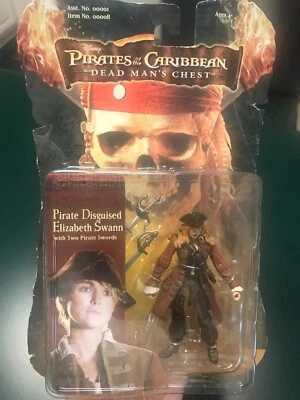 Asst. No. 00001
Item No. 00008
Ages
Disney
PIRATES of the CARIBBEAN
DEAD MAN'S CHEST
Pirate Disguised
Elizabeth Swann
with Two Pirate Swords